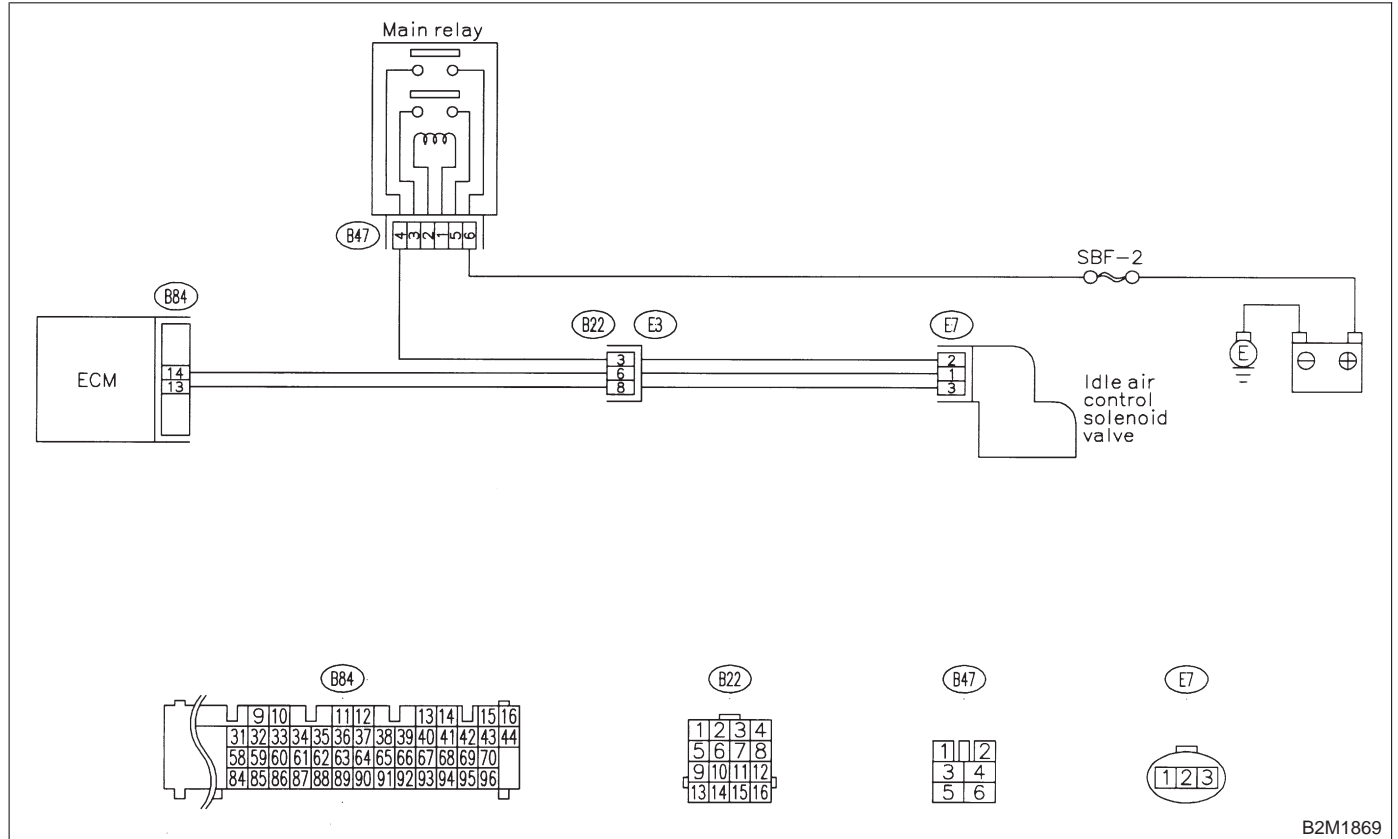 Main relay
B47
4 3 2 1 5 6
SBF-2
B84
B22
E3
E7
E
⊖ ⊕
ECM
14
13
3
6
8
2
1
3
Idle air
control
solenoid
valve
B84
9 10 11 12 13 14 15 16
31 32 33 34 35 36 37 38 39 40 41 42 43 44
58 59 60 61 62 63 64 65 66 67 68 69 70
84 85 86 87 88 89 90 91 92 93 94 95 96
B22
1 2 3 4
5 6 7 8
9 10 11 12
13 14 15 16
B47
1 2
3 4
5 6
E7
1 2 3
B2M1869